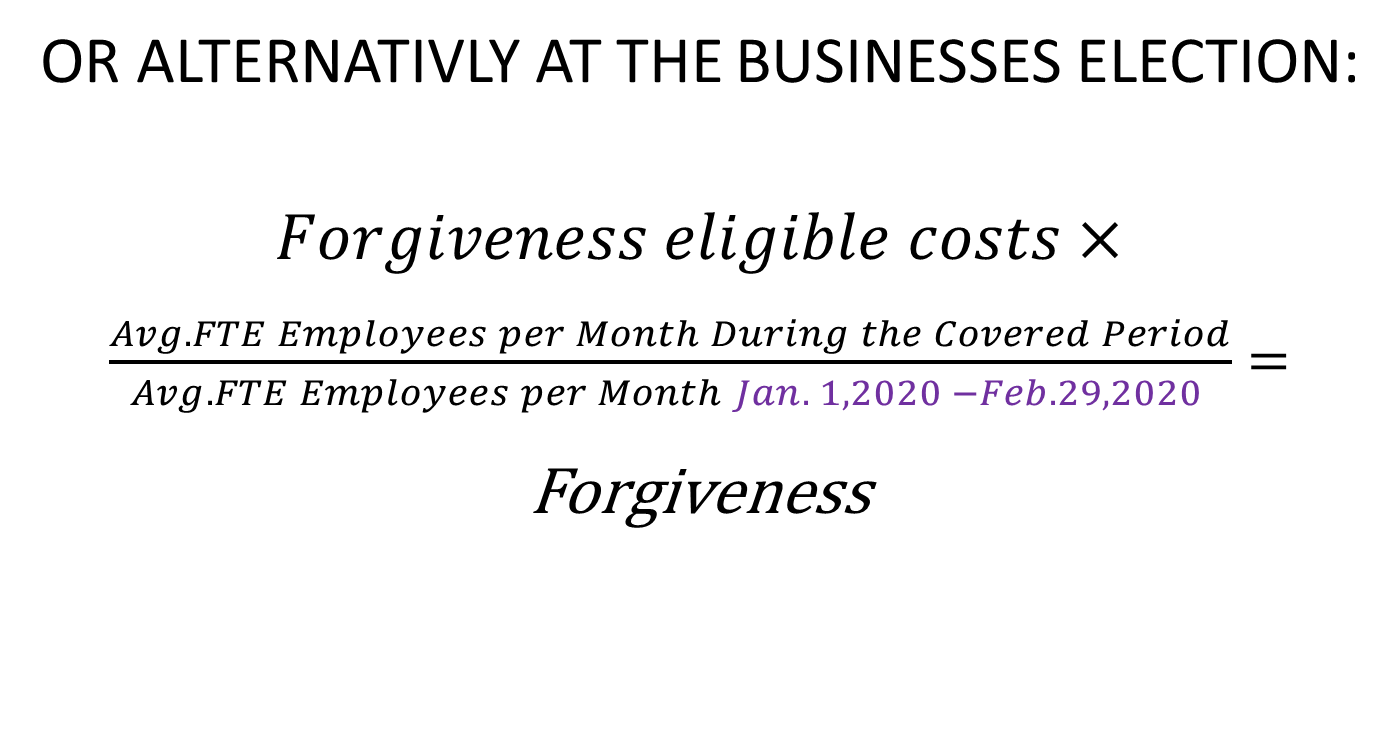 OR ALTERNATIVLY AT THE BUSINESSES ELECTION:
Forgiveness eligible costs ×
Avg.FTE Employees per Month During the Covered Period
=
Avg.FTE Employees per Month Jan. 1,2020 −Feb.29,2020
Forgiveness